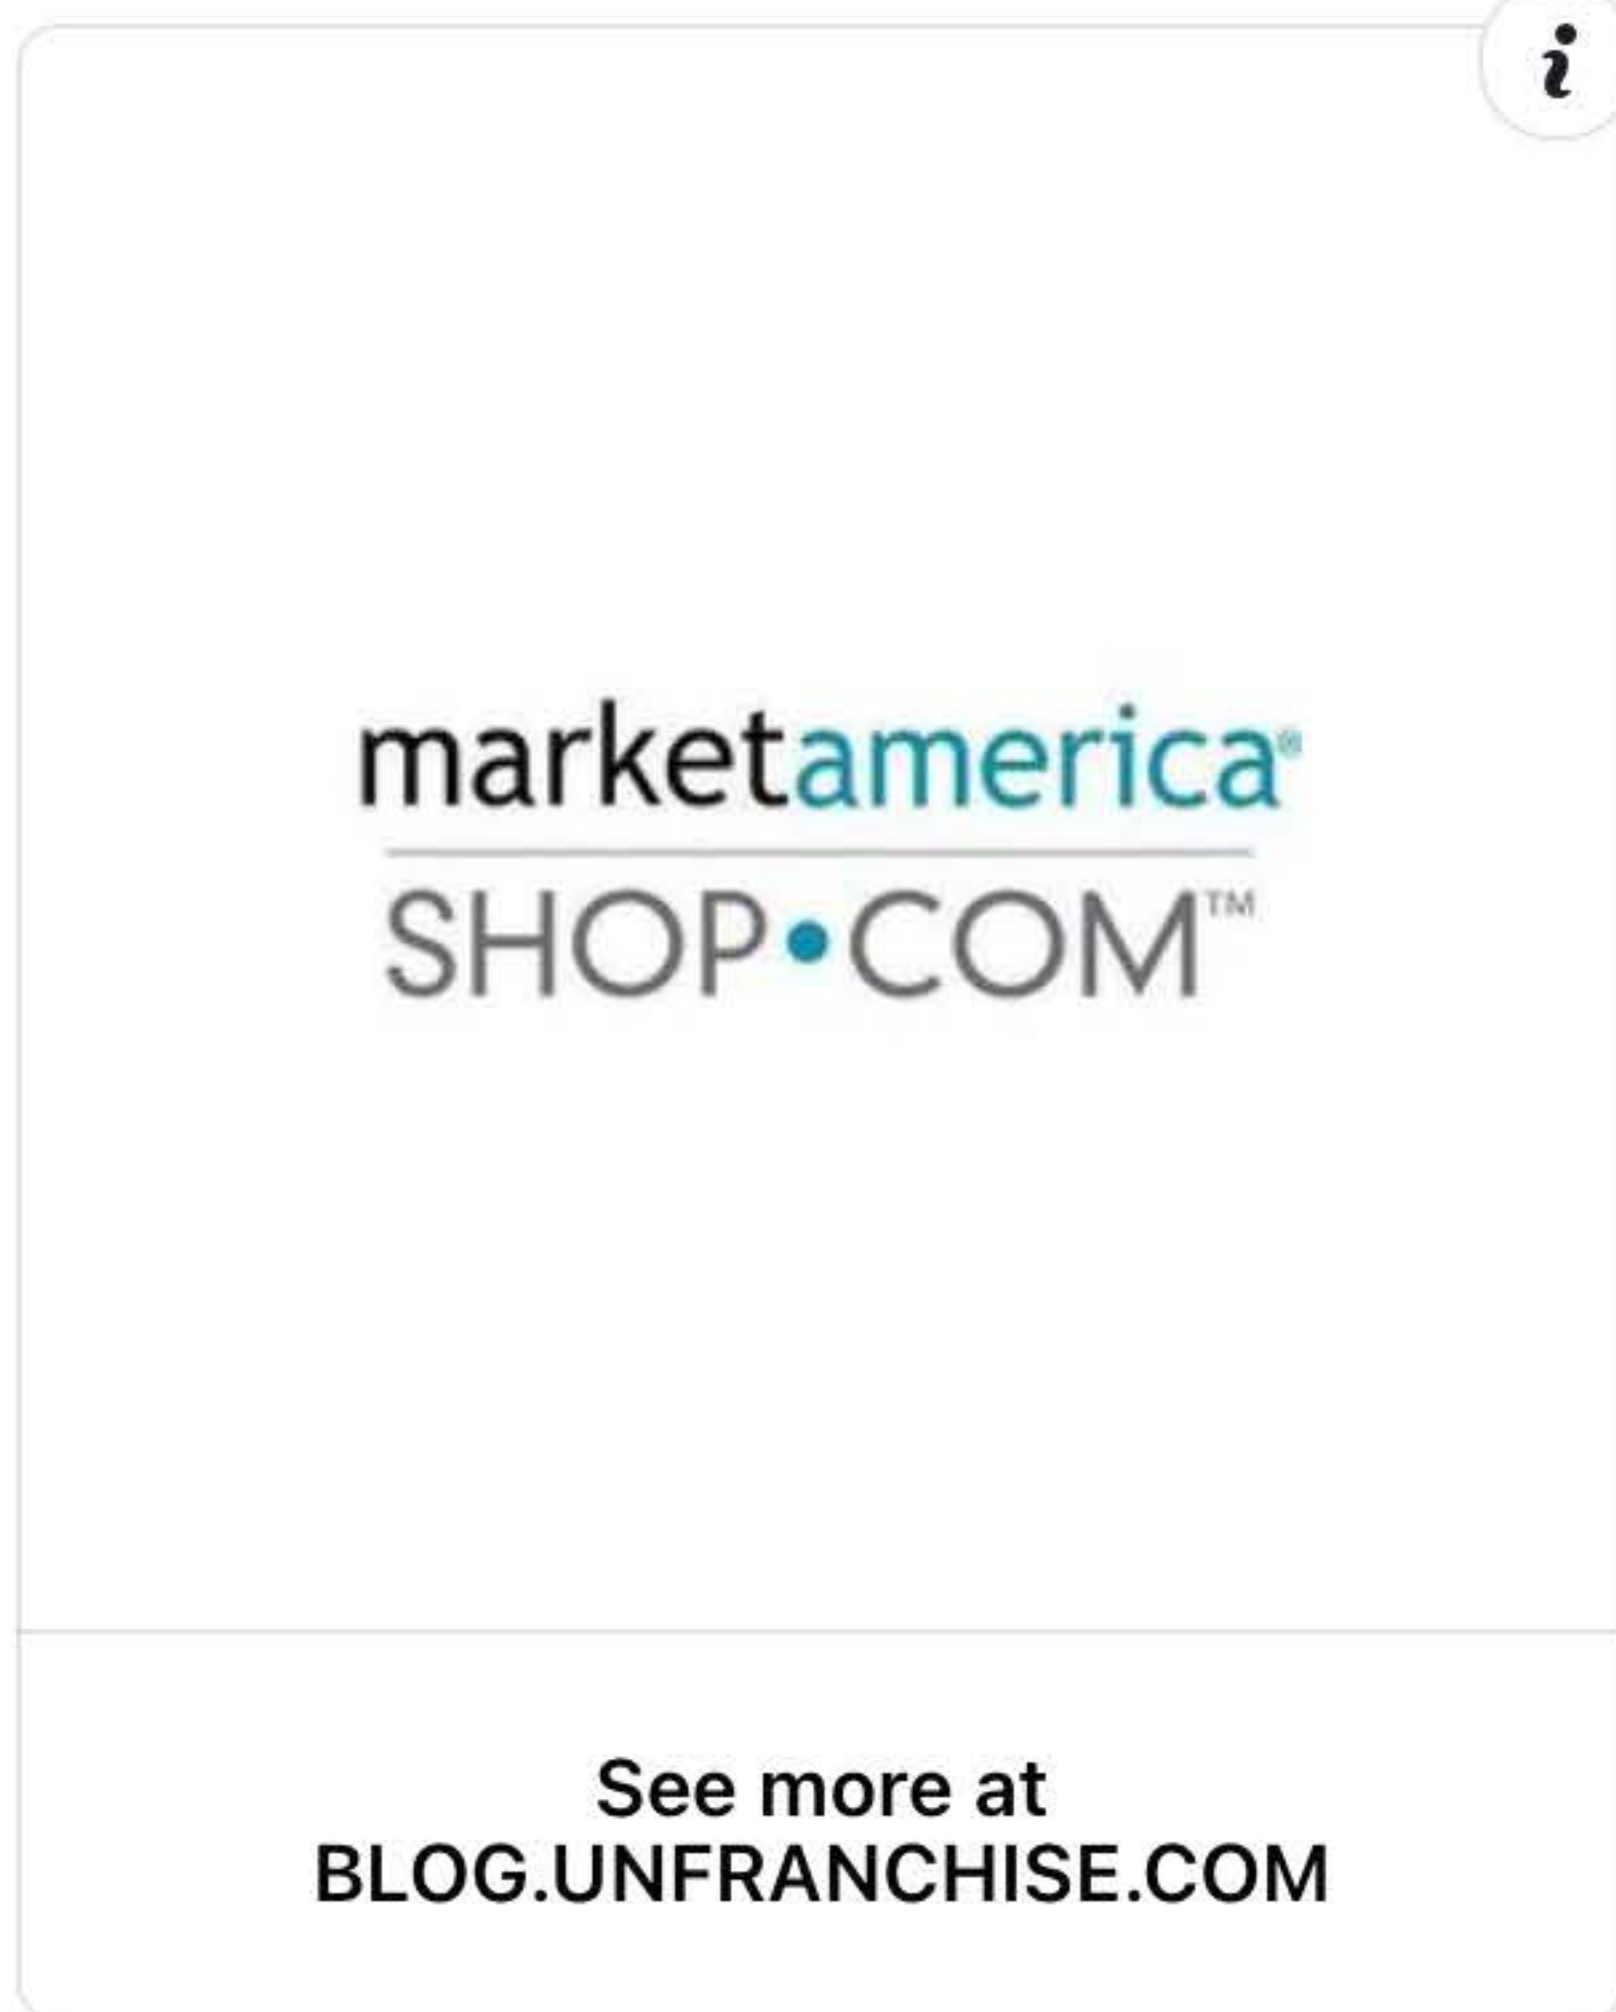 i
marketamerica®
SHOP•COM™
See more at
BLOG.UNFRANCHISE.COM